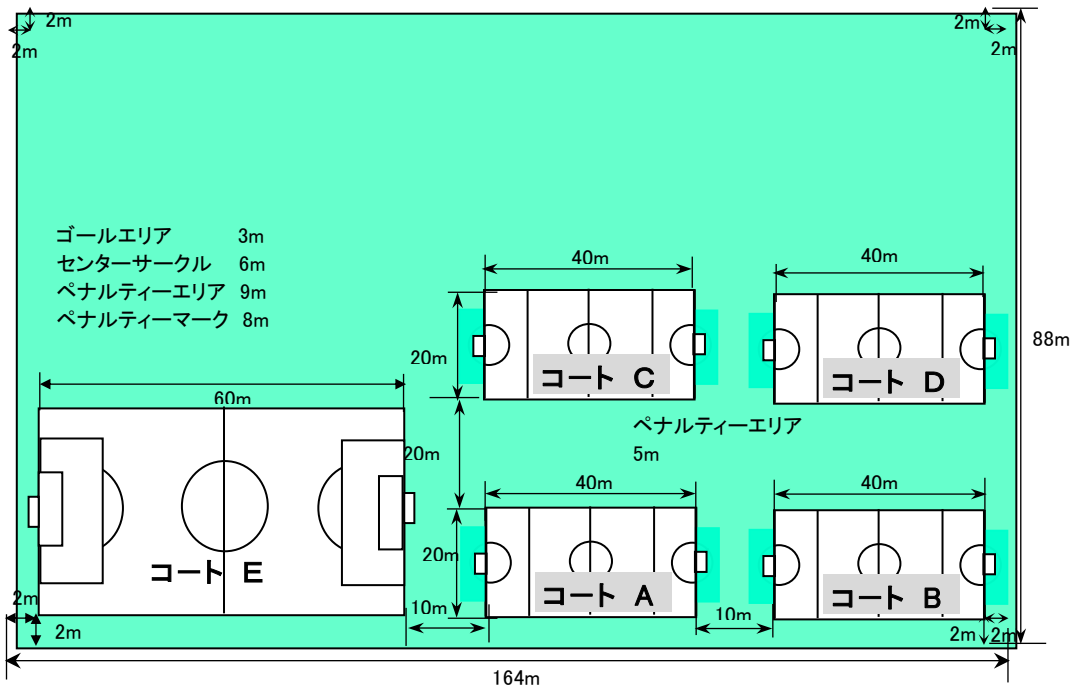 2m
2m
2m
2m
ゴールエリア 3m
センターサークル 6m
ペナルティーエリア 9m
ペナルティーマーク 8m
40m
40m
88m
20m
コート C
コート D
60m
ペナルティーエリア
5m
20m
40m
40m
20m
コート E
コート A
コート B
2m
10m
10m
2m
2m
2m
164m